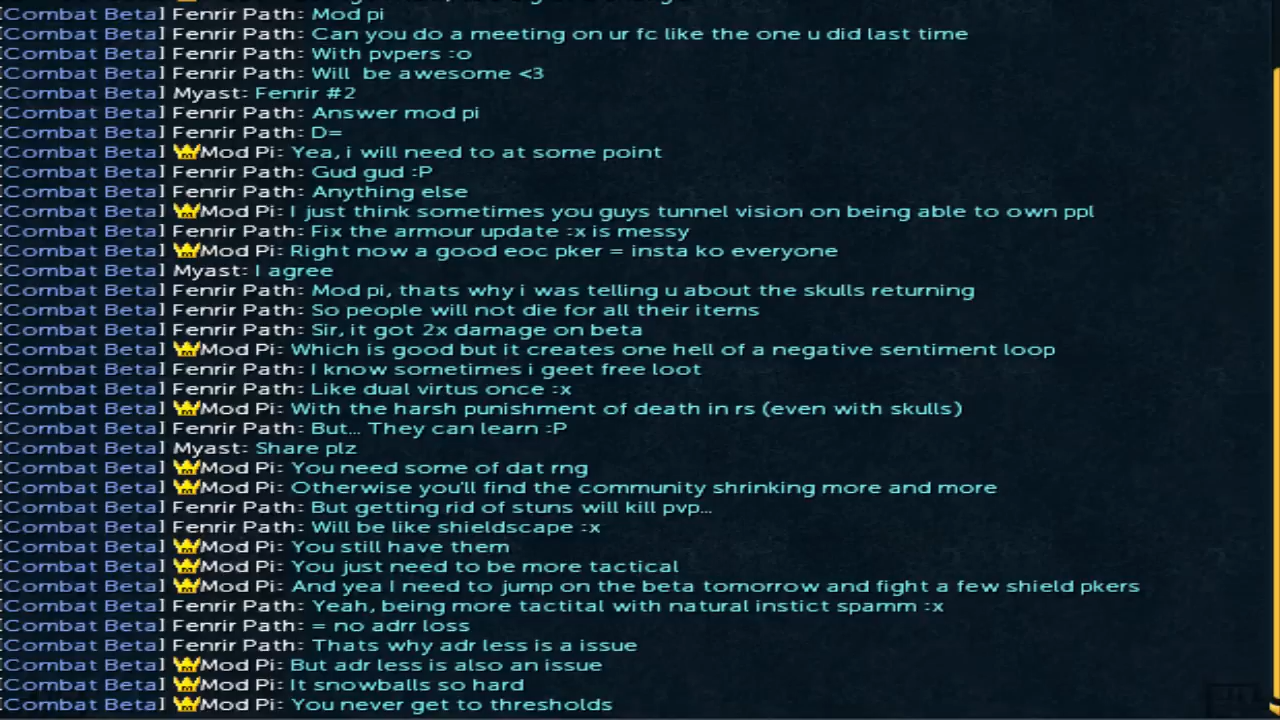 [Combat Beta] Fenrir Path: Mod pi
[Combat Beta] Fenrir Path: Can you do a meeting on ur fc like the one u did last time
[Combat Beta] Fenrir Path: With pvpers :o
[Combat Beta] Fenrir Path: Will be awesome <3
[Combat Beta] Myast: Fenrir #2
[Combat Beta] Fenrir Path: Answer mod pi
[Combat Beta] Fenrir Path: D=
[Combat Beta] Mod Pi: Yea, i will need to at some point
[Combat Beta] Fenrir Path: Gud gud :P
[Combat Beta] Fenrir Path: Anything else
[Combat Beta] Mod Pi: I just think sometimes you guys tunnel vision on being able to own ppl
[Combat Beta] Fenrir Path: Fix the armour update :x is messy
[Combat Beta] Mod Pi: Right now a good eoc pker = insta ko everyone
[Combat Beta] Myast: I agree
[Combat Beta] Fenrir Path: Mod pi, thats why i was telling u about the skulls returning
[Combat Beta] Fenrir Path: So people will not die for all their items
[Combat Beta] Fenrir Path: Sir, it got 2x damage on beta
[Combat Beta] Mod Pi: Which is good but it creates one hell of a negative sentiment loop
[Combat Beta] Fenrir Path: I know sometimes i geet free loot
[Combat Beta] Fenrir Path: Like dual virtus once :x
[Combat Beta] Mod Pi: With the harsh punishment of death in rs (even with skulls)
[Combat Beta] Fenrir Path: But... They can learn :P
[Combat Beta] Myast: Share plz
[Combat Beta] Mod Pi: You need some of dat rng
[Combat Beta] Mod Pi: Otherwise you'll find the community shrinking more and more
[Combat Beta] Fenrir Path: But getting rid of stuns will kill pvp...
[Combat Beta] Fenrir Path: Will be like shieldscape :x
[Combat Beta] Mod Pi: You still have them
[Combat Beta] Mod Pi: You just need to be more tactical
[Combat Beta] Mod Pi: And yea I need to jump on the beta tomorrow and fight a few shield pkers
[Combat Beta] Fenrir Path: Yeah, being more tactital with natural instict spamm :x
[Combat Beta] Fenrir Path: = no adrr loss
[Combat Beta] Fenrir Path: Thats why adr less is a issue
[Combat Beta] Mod Pi: But adr less is also an issue
[Combat Beta] Mod Pi: It snowballs so hard
[Combat Beta] Mod Pi: You never get to thresholds